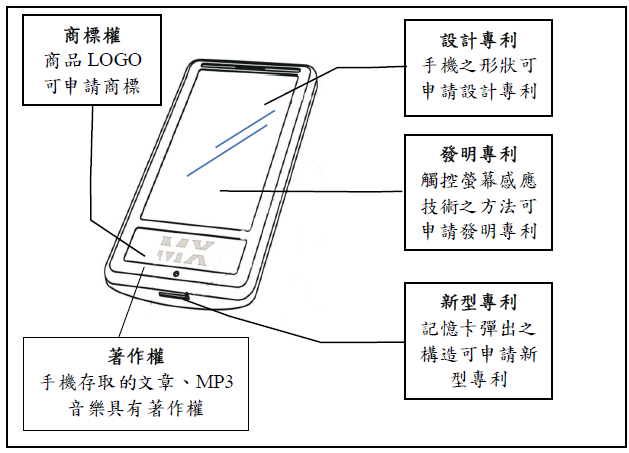 商標權
商品 LOGO
可申請商標
設計專利
手機之形狀可
申請設計專利
發明專利
觸控螢幕感應
技術之方法可
申請發明專利
新型專利
記憶卡彈出之
構造可申請新
型專利
著作權
手機存取的文章、MP3
音樂具有著作權